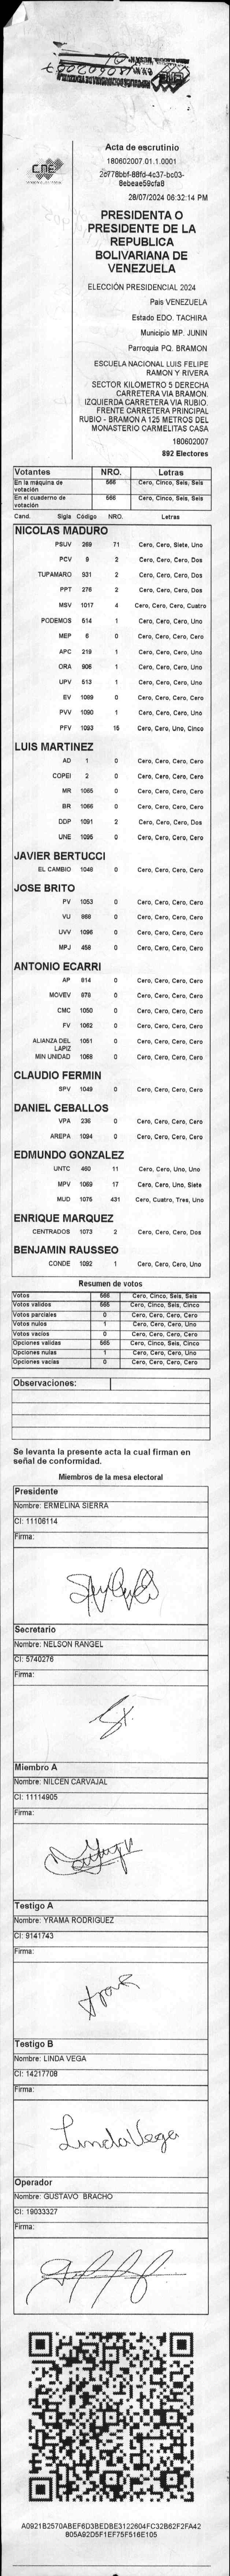 CNE
Acta de escrutinio
180602007.01.1.0001
8ebeae59cfa8
28/07/2024 06:32:14 PM
PRESIDENTA O
PRESIDENTE DE LA
REPUBLICA
BOLIVARIANA DE
VENEZUELA
ELECCIÓN PRESIDENCIAL 2024
Pais VENEZUELA
Estado EDO. TACHIRA
Municipio MP. JUNIN
Parroquia PQ. BRAMON
ESCUELA NACIONAL LUIS FELIPE
RAMON Y RIVERA
SECTOR KILOMETRO 5 DERECHA
CARRETERA VIA BRAMON.
IZQUIERDA CARRETERA VIA RUBIO.
FRENTE CARRETERA PRINCIPAL
RUBIO - BRAMON A 125 METROS DEL
MONASTERIO CARMELITAS CASA
180602007
892 Electores
Votantes NRO. Letras
En la máquina de votación 566 Cero, Cinco, Seis, Seis
En el cuaderno de votación 566 Cero, Cinco, Seis, Seis
Cand. Sigla Código NRO. Letras
NICOLAS MADURO
PSUV 269 71 Cero, Cero, Siete, Uno
PCV 9 2 Cero, Cero, Cero, Dos
TUPAMARO 931 2 Cero, Cero, Cero, Dos
PPT 276 2 Cero, Cero, Cero, Dos
MSV 1017 4 Cero, Cero, Cero, Cuatro
PODEMOS 514 1 Cero, Cero, Cero, Uno
MEP 6 0 Cero, Cero, Cero, Cero
APC 219 1 Cero, Cero, Cero, Uno
ORA 906 1 Cero, Cero, Cero, Uno
UPV 513 1 Cero, Cero, Cero, Uno
EV 1089 0 Cero, Cero, Cero, Cero
PVV 1090 1 Cero, Cero, Cero, Uno
PFV 1093 15 Cero, Cero, Uno, Cinco
LUIS MARTINEZ
AD 1 0 Cero, Cero, Cero, Cero
COPEI 2 0 Cero, Cero, Cero, Cero
MR 1065 0 Cero, Cero, Cero, Cero
BR 1066 0 Cero, Cero, Cero, Cero
DDP 1091 2 Cero, Cero, Cero, Dos
UNE 1095 0 Cero, Cero, Cero, Cero
JAVIER BERTUCCI
EL CAMBIO 1048 0 Cero, Cero, Cero, Cero
JOSE BRITO
PV 1053 0 Cero, Cero, Cero, Cero
VU 868 0 Cero, Cero, Cero, Cero
UVV 1096 0 Cero, Cero, Cero, Cero
MPJ 458 0 Cero, Cero, Cero, Cero
ANTONIO ECARRI
AP 814 0 Cero, Cero, Cero, Cero
MOVEV 878 0 Cero, Cero, Cero, Cero
CMC 1050 0 Cero, Cero, Cero, Cero
FV 1062 0 Cero, Cero, Cero, Cero
ALIANZA DEL LAPIZ 1061 0 Cero, Cero, Cero, Cero
MIN UNIDAD 1068 0 Cero, Cero, Cero, Cero
CLAUDIO FERMIN
SPV 1049 0 Cero, Cero, Cero, Cero
DANIEL CEBALLOS
VPA 236 0 Cero, Cero, Cero, Cero
AREPA 1094 0 Cero, Cero, Cero, Cero
EDMUNDO GONZALEZ
UNTC 460 11 Cero, Cero, Uno, Uno
MPV 1069 17 Cero, Cero, Uno, Siete
MUD 1075 431 Cero, Cuatro, Tres, Uno
ENRIQUE MARQUEZ
CENTRADOS 1073 2 Cero, Cero, Cero, Dos
BENJAMIN RAUSSEO
CONDE 1092 1 Cero, Cero, Cero, Uno
Resumen de votos
Votos 566 Cero, Cinco, Seis, Seis
Votos validos 565 Cero, Cinco, Seis, Cinco
Votos parciales 0 Cero, Cero, Cero, Cero
Votos nulos 1 Cero, Cero, Cero, Uno
Votos vacios 0 Cero, Cero, Cero, Cero
Opciones validas 565 Cero, Cinco, Seis, Cinco
Opciones nulas 1 Cero, Cero, Cero, Uno
Opciones vacias 0 Cero, Cero, Cero, Cero
Observaciones:
Se levanta la presente acta la cual firman en
señal de conformidad.
Miembros de la mesa electoral
Presidente
Nombre: ERMELINA SIERRA
CI: 11106114
Firma:
Secretario
Nombre: NELSON RANGEL
CI: 5740276
Firma:
Miembro A
Nombre: NILCEN CARVAJAL
CI: 11114905
Firma:
Testigo A
Nombre: YRAMA RODRIGUEZ
CI: 9141743
Firma:
Testigo B
Nombre: LINDA VEGA
CI: 14217708
Firma:
Linda Vega
Operador
Nombre: GUSTAVO BRACHO
CI: 19033327
Firma:
A0921B2570ABEF6D3BEDBE3122604FC32B62F2FA42
805A92D5F1EF75F516E105